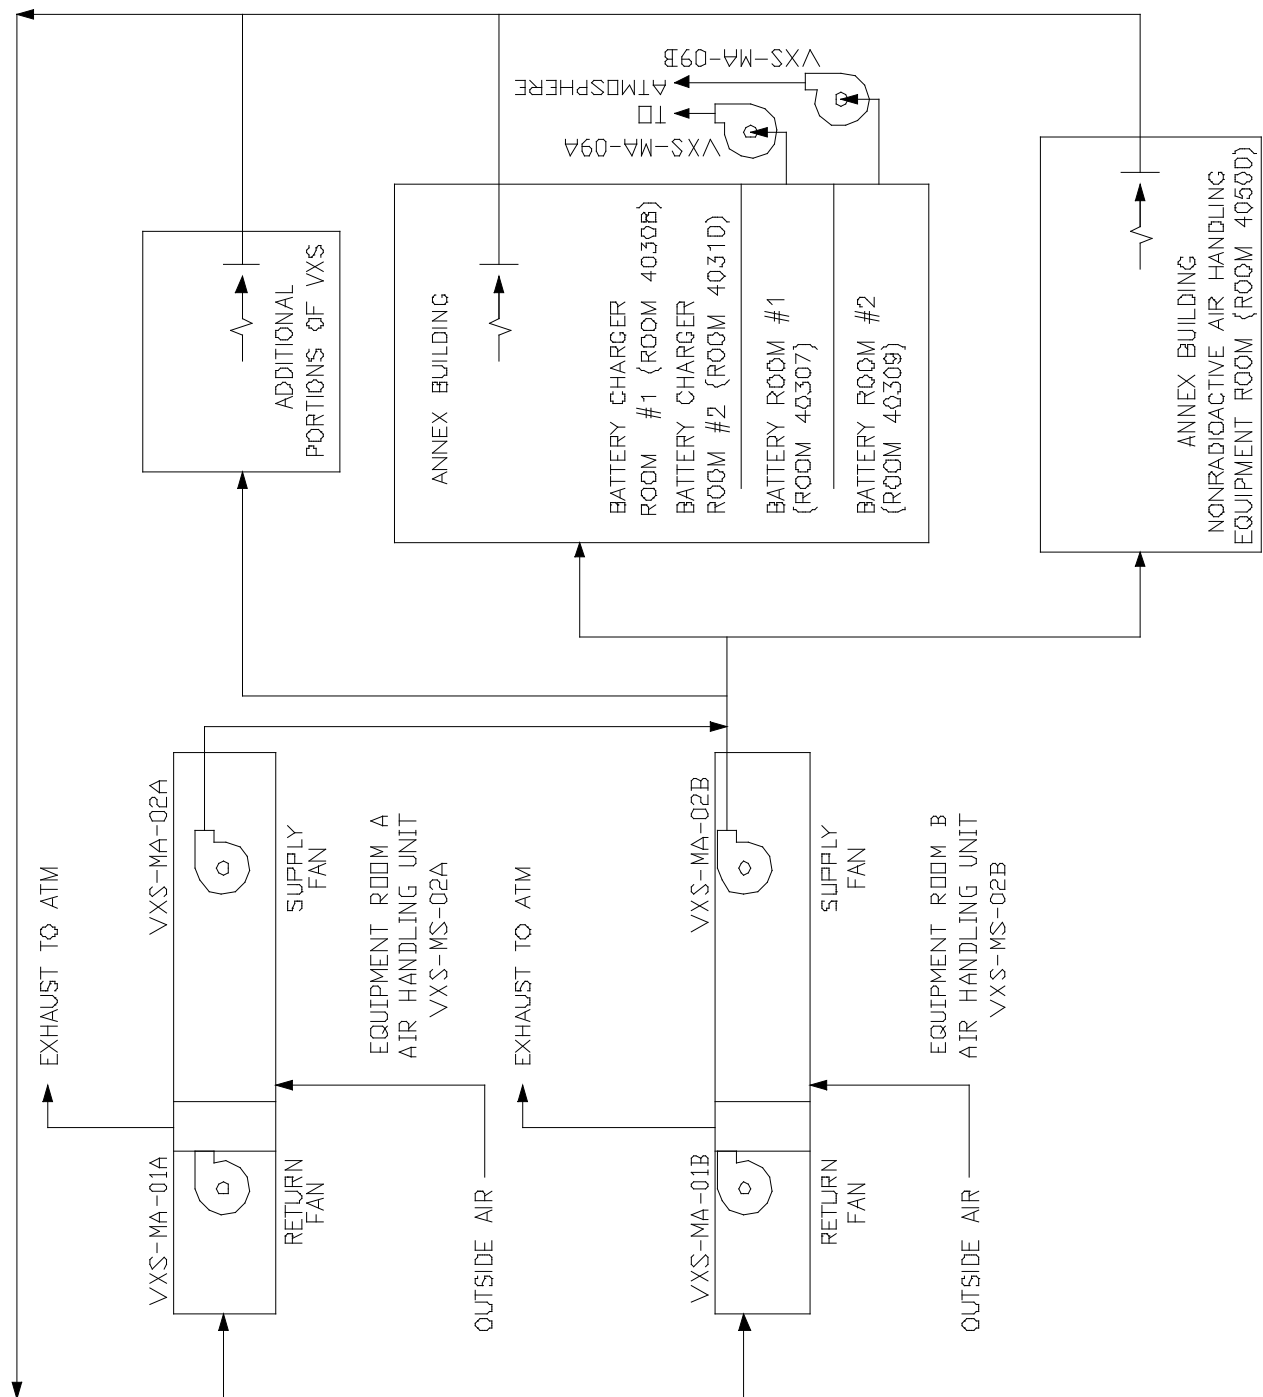 VXS-MA-09B
ATMOSPHERE
TO
VXS-MA-09A
ADDITIONAL
PORTIONS OF VXS
ANNEX BUILDING
BATTERY CHARGER
ROOM #1 (ROOM 40308)
BATTERY CHARGER
ROOM #2 (ROOM 40310)
BATTERY ROOM #1
(ROOM 40307)
BATTERY ROOM #2
(ROOM 40309)
ANNEX BUILDING
NONRADIOACTIVE AIR HANDLING
EQUIPMENT ROOM (ROOM 40500)
EXHAUST TO ATM
VXS-MA-02A
SUPPLY
FAN
EQUIPMENT ROOM A
AIR HANDLING UNIT
VXS-MS-02A
VXS-MA-01A
RETURN
FAN
OUTSIDE AIR
EXHAUST TO ATM
VXS-MA-02B
SUPPLY
FAN
EQUIPMENT ROOM B
AIR HANDLING UNIT
VXS-MS-02B
VXS-MA-01B
RETURN
FAN
OUTSIDE AIR